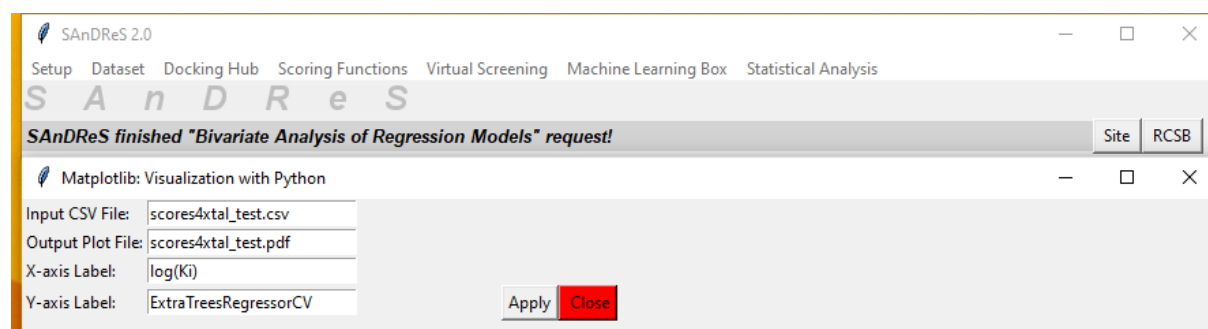 SAnDReS 2.0
Setup Dataset Docking Hub Scoring Functions Virtual Screening Machine Learning Box Statistical Analysis
S A n D R e S
SAnDReS finished "Bivariate Analysis of Regression Models" request! Site RCSB
Matplotlib: Visualization with Python
Input CSV File: scores4xtal_test.csv
Output Plot File: scores4xtal_test.pdf
X-axis Label: log(Ki)
Y-axis Label: ExtraTreesRegressorCV Apply Close